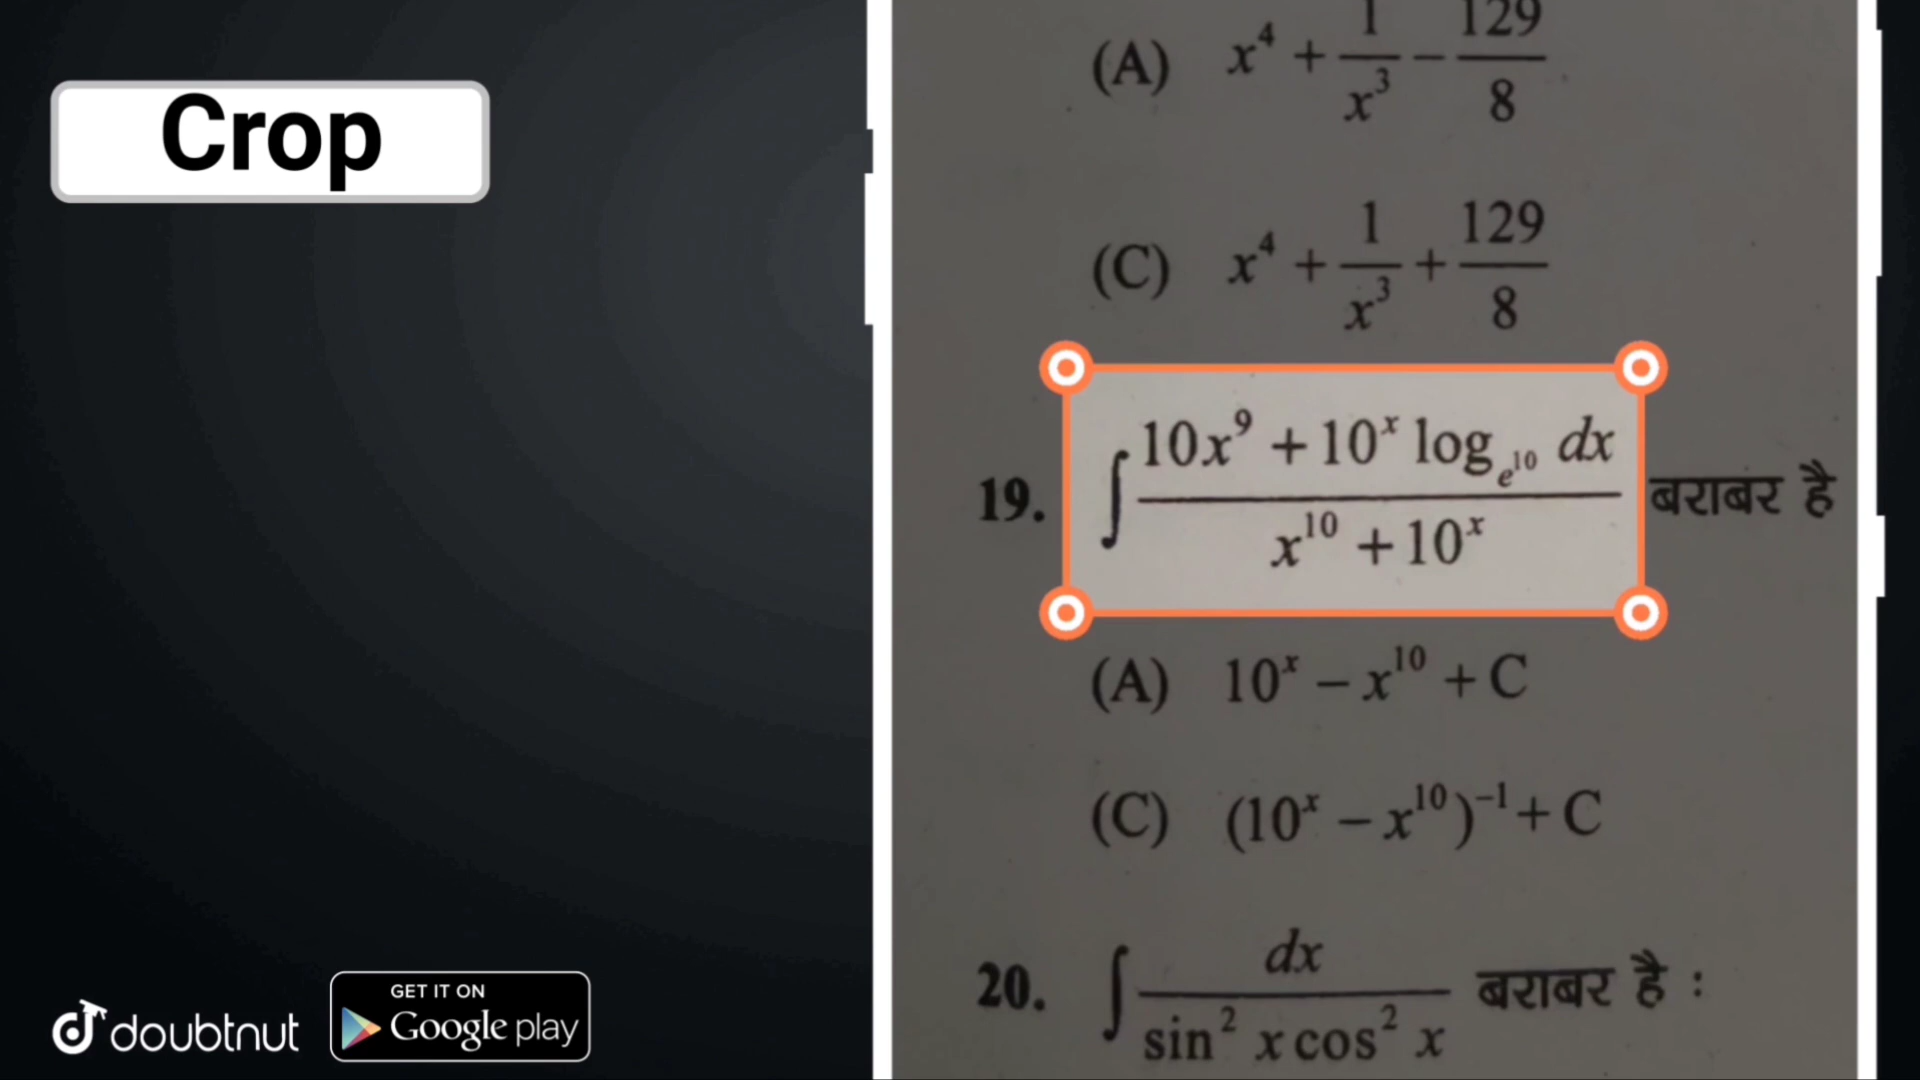 Crop
(A) x⁴ + 1/x³ − 129/8
(C) x⁴ + 1/x³ + 129/8
19. ∫ (10x⁹ + 10ˣ logₑ¹⁰ dx)/(x¹⁰ + 10ˣ) बराबर है
(A) 10ˣ − x¹⁰ + C
(C) (10ˣ − x¹⁰)⁻¹ + C
20. ∫ dx/(sin² x cos² x) बराबर है :
doubtnut
GET IT ON
Google play